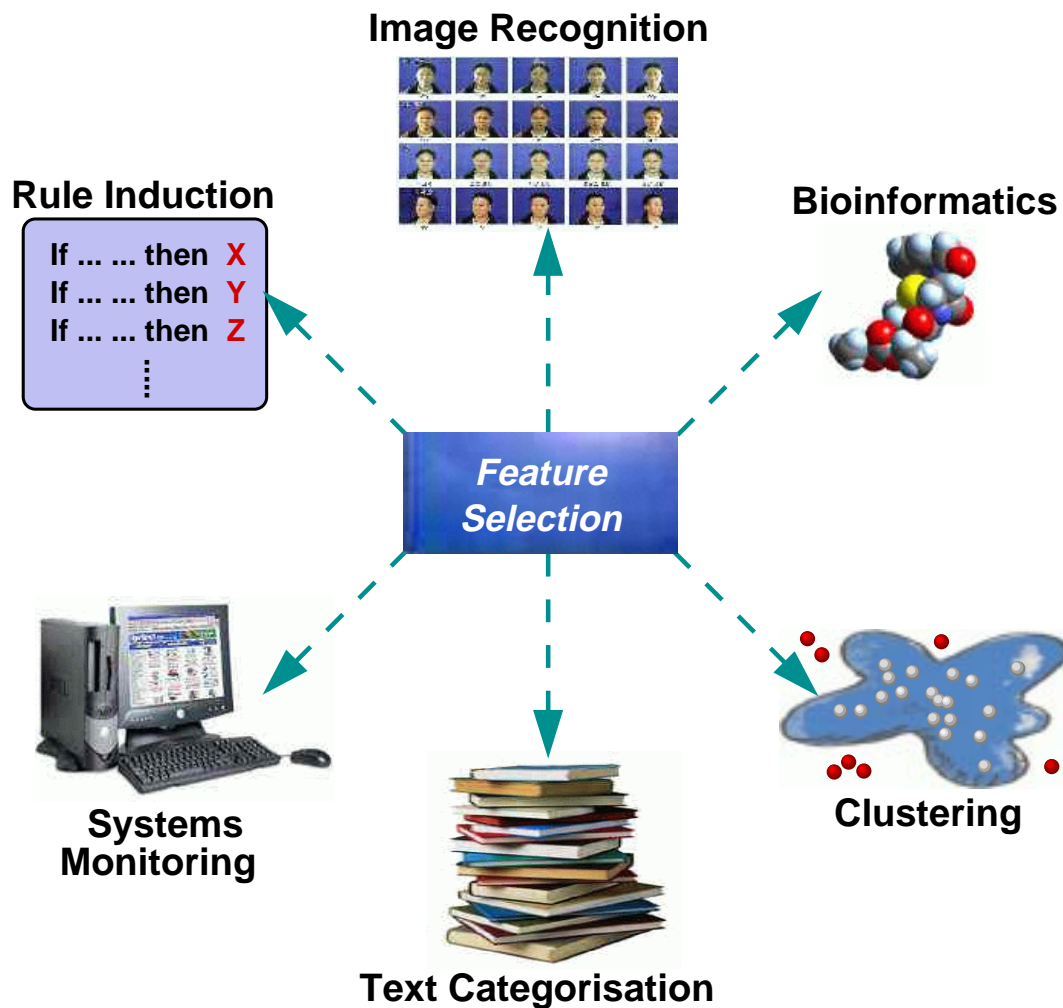 Image Recognition
Rule Induction
If ... ... then X
If ... ... then Y
If ... ... then Z
Bioinformatics
Feature
Selection
Systems
Monitoring
Clustering
Text Categorisation